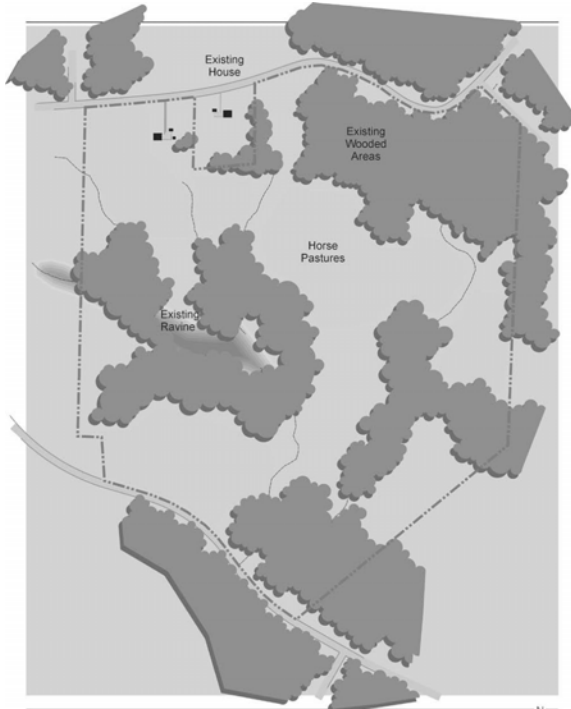 Existing
House
Existing
Wooded
Areas
Horse
Pastures
Existing
Ravine